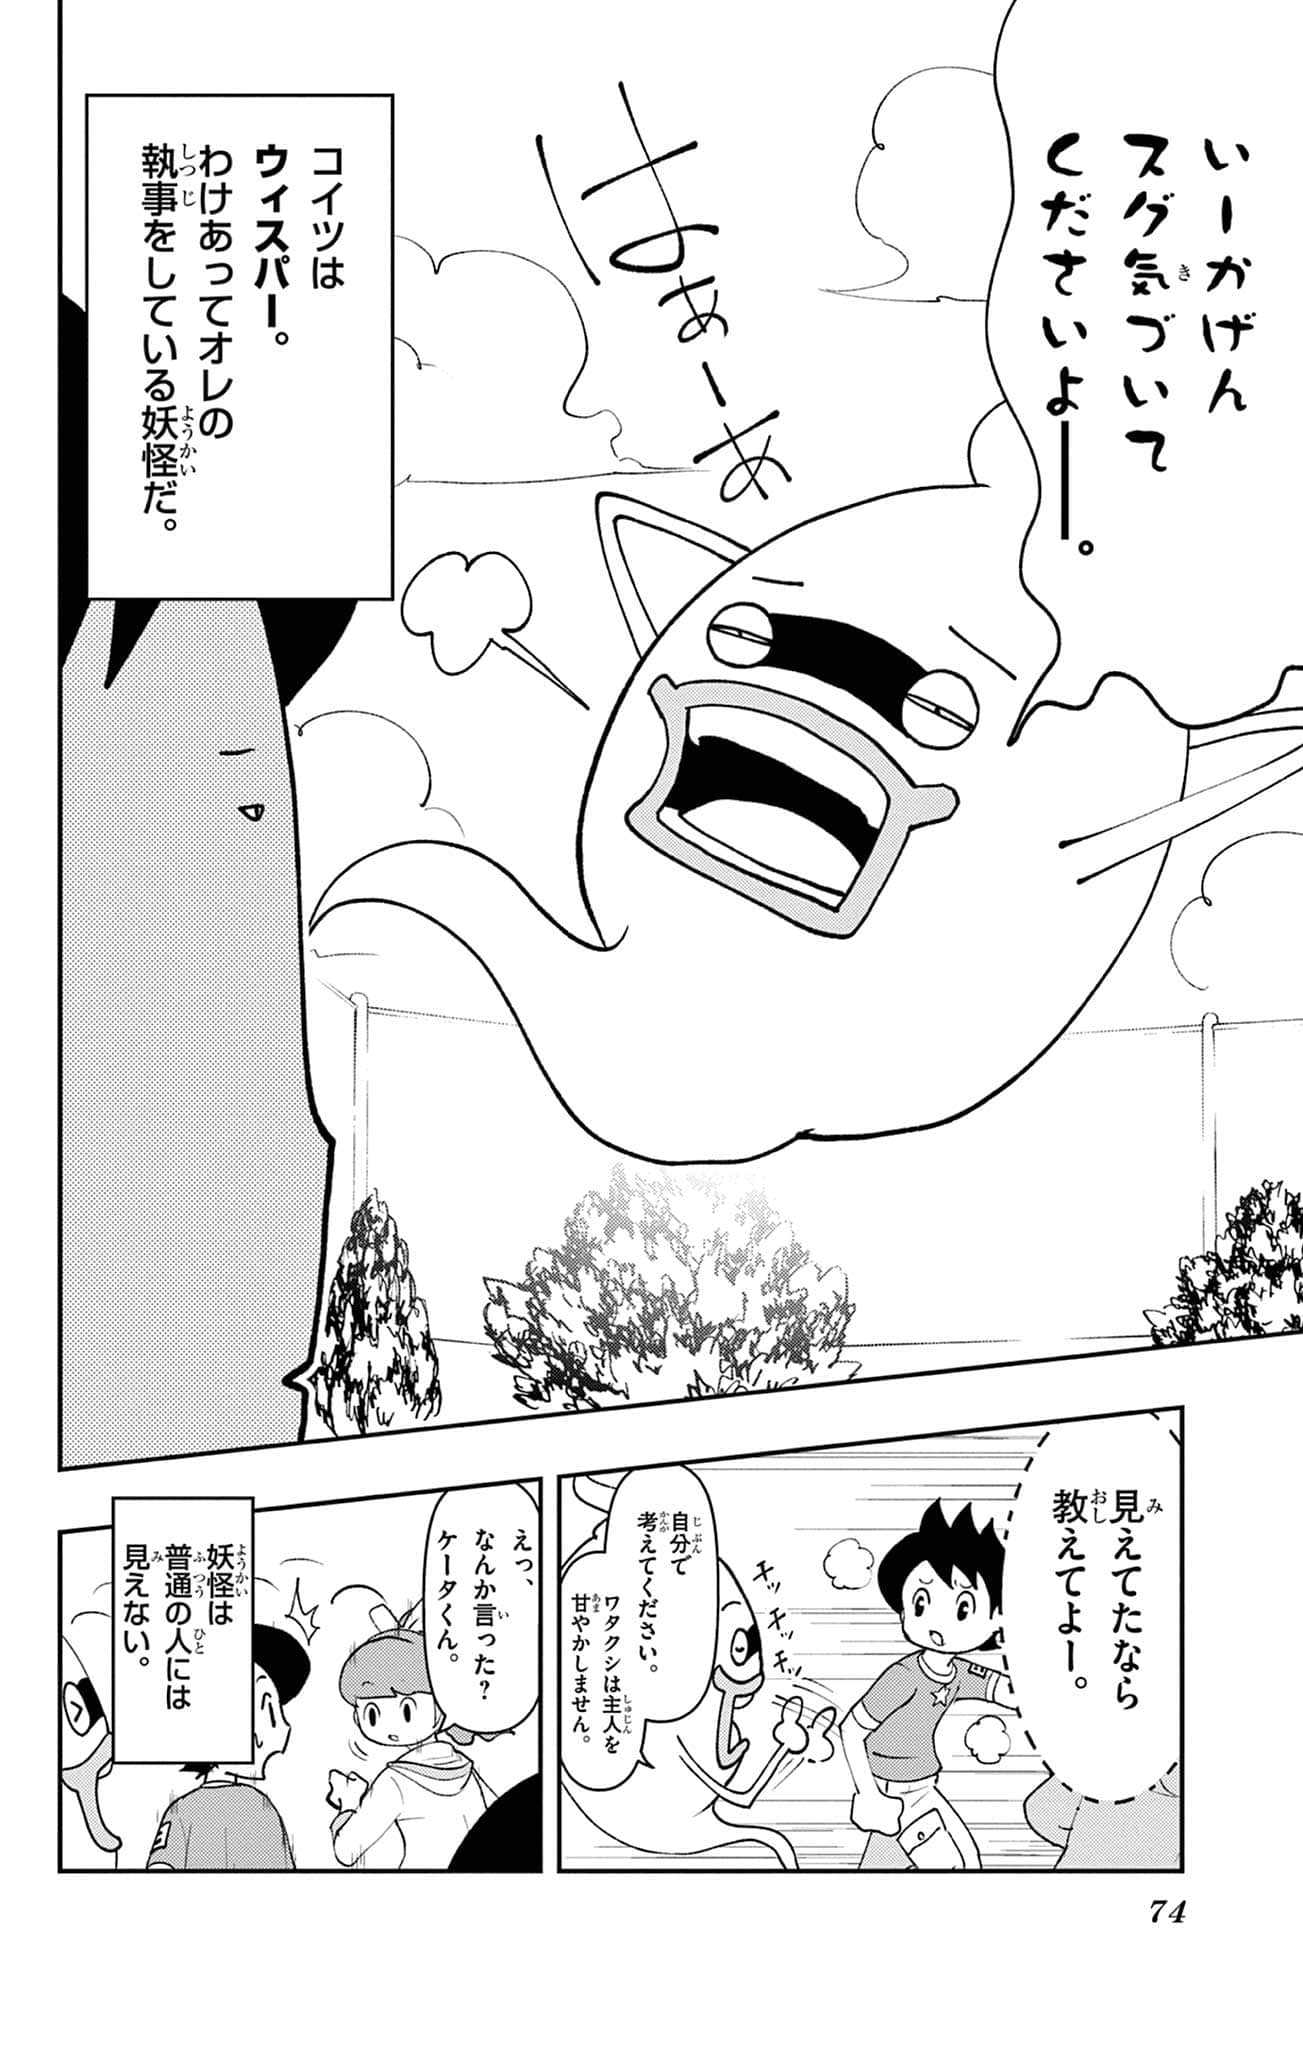 いーかげん
スグ気づいて
くださいよ――。
はぁーあ
コイツは
ウィスパー。
わけあってオレの
執事をしている妖怪だ。
見えてたなら
教えてよー。
チッチッ
チッチッ
自分で
考えてください。
ワタクシは主人を
甘やかしません。
えっ、
なんか言った?
ケータくん。
妖怪は
普通の人には
見えない。
74